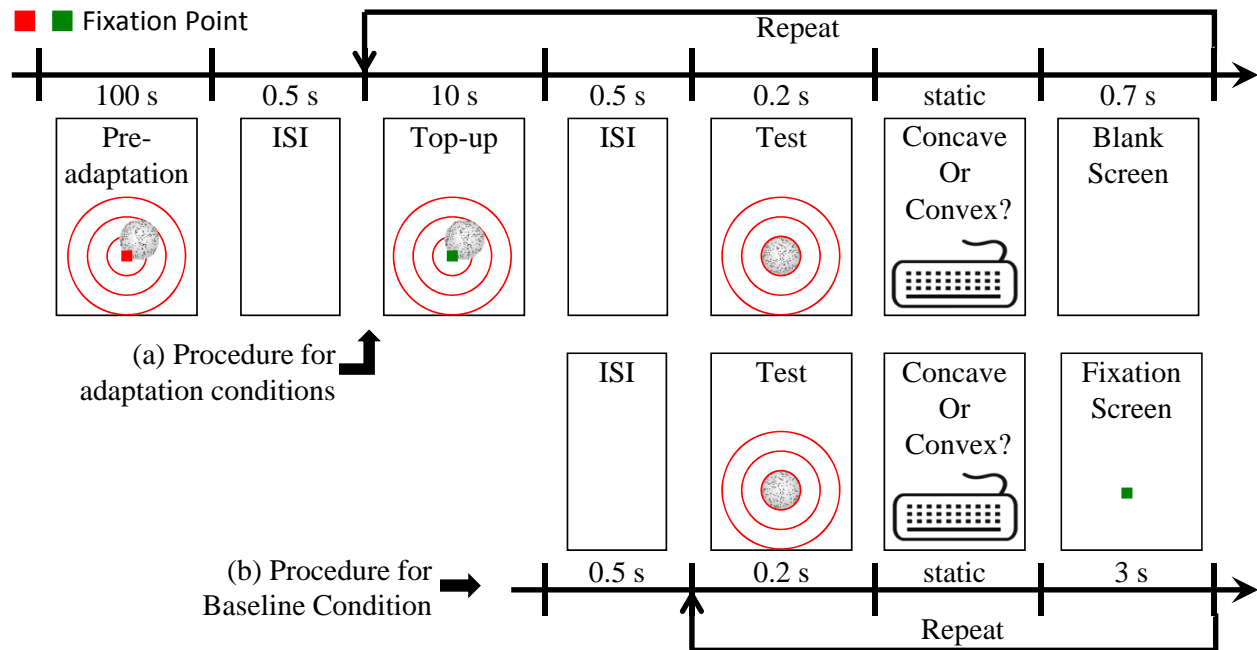 Fixation Point
Repeat
100 s 0.5 s 10 s 0.5 s 0.2 s static 0.7 s
Pre-
adaptation
ISI
Top-up
ISI
Test
Concave
Or
Convex?
Blank
Screen
(a) Procedure for
adaptation conditions
ISI
Test
Concave
Or
Convex?
Fixation
Screen
(b) Procedure for
Baseline Condition
0.5 s 0.2 s static 3 s
Repeat